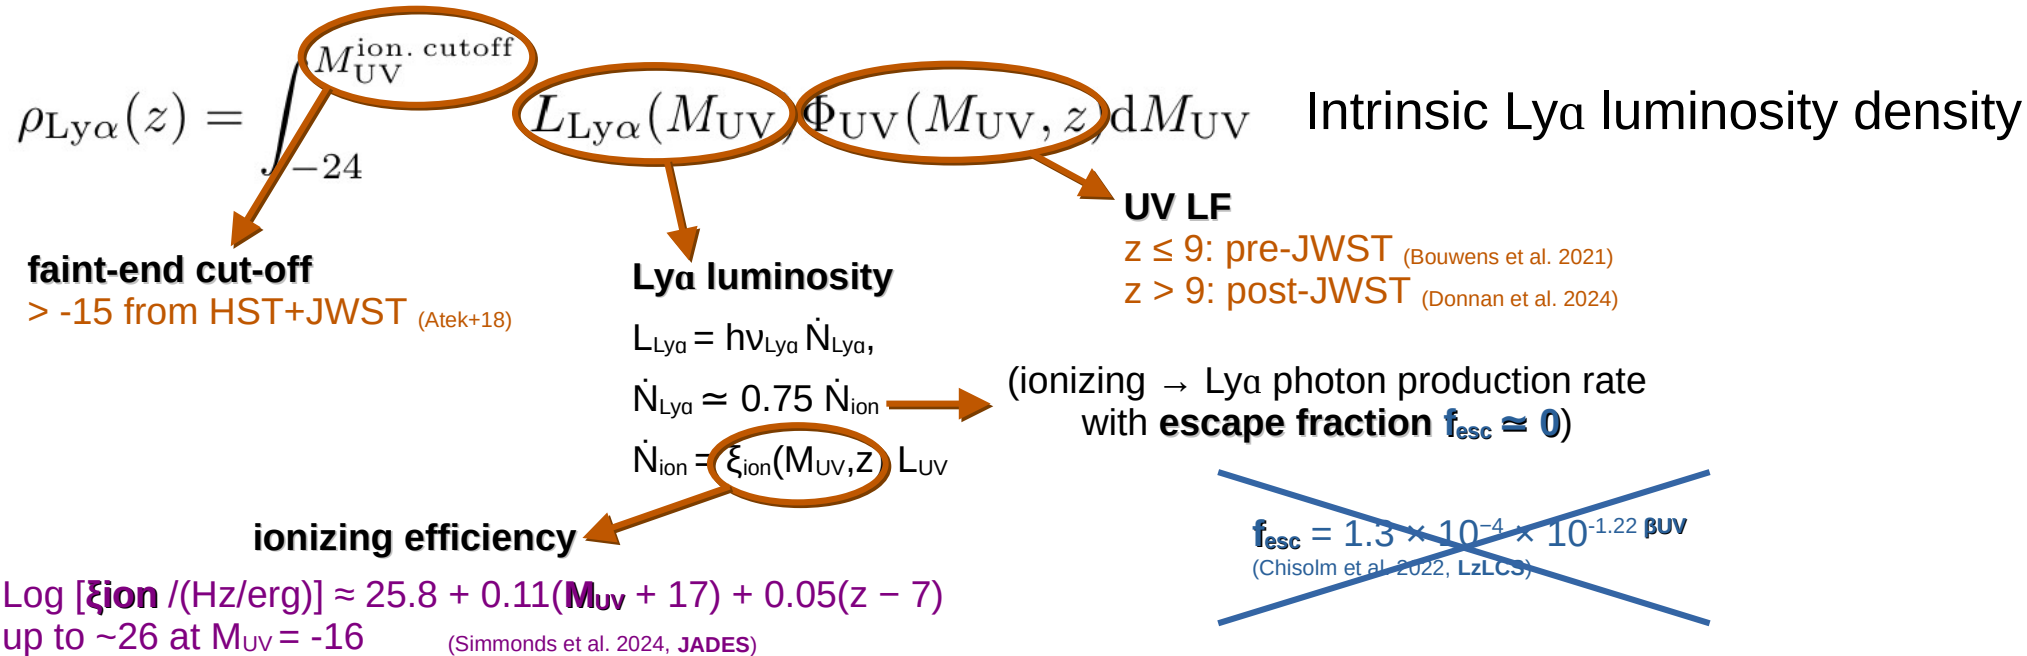 ρLyα(z) = ∫_{−24}^{M_UV^{ion. cutoff}} L_Lyα(M_UV) Φ_UV(M_UV, z) dM_UV
Intrinsic Lyα luminosity density
faint-end cut-off
> -15 from HST+JWST (Atek+18)
Lyα luminosity
L_Lyα = hν_Lyα Ṅ_Lyα,
Ṅ_Lyα ≃ 0.75 Ṅ_ion
Ṅ_ion = ξ_ion(M_UV,z) L_UV
UV LF
z ≤ 9: pre-JWST (Bouwens et al. 2021)
z > 9: post-JWST (Donnan et al. 2024)
(ionizing → Lyα photon production rate
with escape fraction f_esc ≃ 0)
f_esc = 1.3 × 10^{−4} × 10^{-1.22 βUV}
(Chisolm et al. 2022, LzLCS)
ionizing efficiency
Log [ξion /(Hz/erg)] ≈ 25.8 + 0.11(M_UV + 17) + 0.05(z − 7)
up to ~26 at M_UV = -16 (Simmonds et al. 2024, JADES)